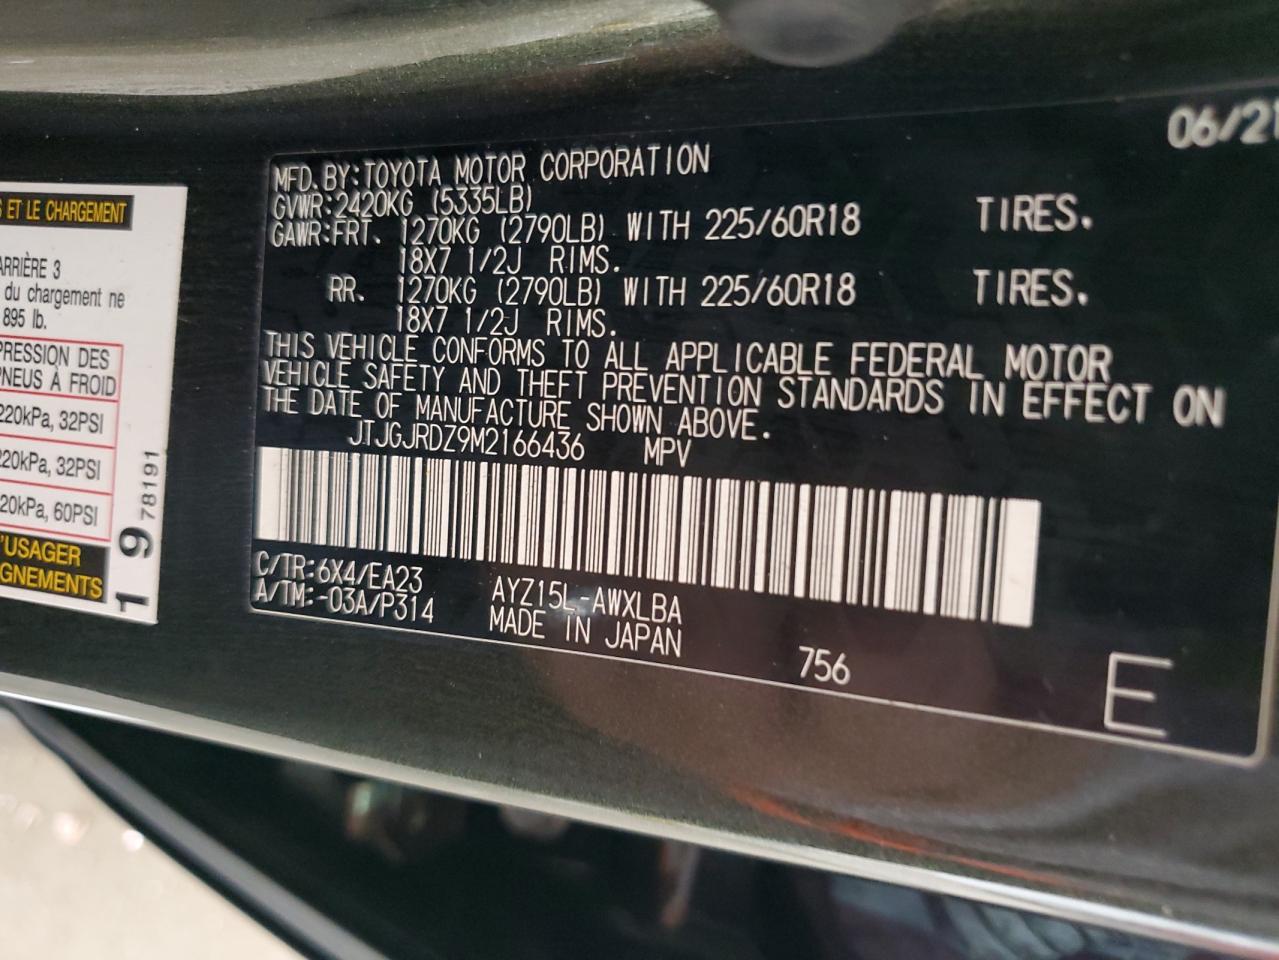 06/21
MFD. BY: TOYOTA MOTOR CORPORATION
GVWR: 2420KG (5335LB)
GAWR: FRT. 1270KG (2790LB) WITH 225/60R18 TIRES.
18X7 1/2J RIMS.
RR. 1270KG (2790LB) WITH 225/60R18 TIRES.
18X7 1/2J RIMS.
THIS VEHICLE CONFORMS TO ALL APPLICABLE FEDERAL MOTOR
VEHICLE SAFETY AND THEFT PREVENTION STANDARDS IN EFFECT ON
THE DATE OF MANUFACTURE SHOWN ABOVE.
JTJGJRDZ9M2166436 MPV
C/TR: 6X4/EA23 AYZ15L-AWXLBA
A/TM: -03A/P314 MADE IN JAPAN
756
E
ET LE CHARGEMENT
ARRIÈRE 3
du chargement ne
895 lb.
PRESSION DES
PNEUS À FROID
220kPa, 32PSI
220kPa, 32PSI
20kPa, 60PSI
L'USAGER
GNEMENTS
1 9 78191